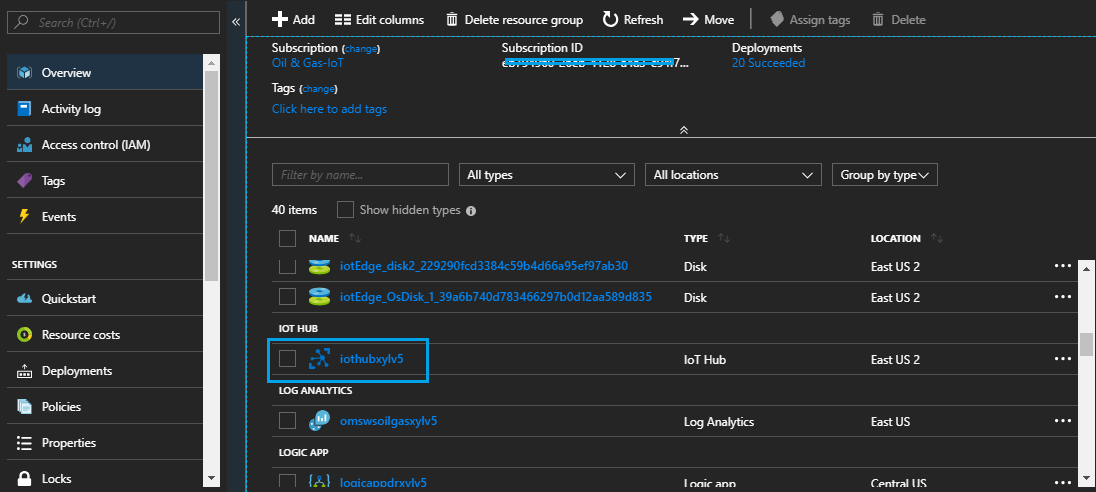 Search (Ctrl+/)
«
Add
Edit columns
Delete resource group
Refresh
Move
Assign tags
Delete
Overview
Activity log
Access control (IAM)
Tags
Events
SETTINGS
Quickstart
Resource costs
Deployments
Policies
Properties
Locks
Subscription (change)
Oil & Gas-IoT
Subscription ID
Deployments
20 Succeeded
Tags (change)
Click here to add tags
Filter by name...
All types
All locations
Group by type
40 items
Show hidden types
NAME
TYPE
LOCATION
iotEdge_disk2_229290fcd3384c59b4d66a95ef97ab30 Disk East US 2 ...
iotEdge_OsDisk_1_39a6b740d783466297b0d12aa589d835 Disk East US 2 ...
IOT HUB
iothubxylv5 IoT Hub East US 2 ...
LOG ANALYTICS
omswsoilgasxylv5 Log Analytics East US ...
LOGIC APP
logicappdrxylv5 Logic app Central US ...